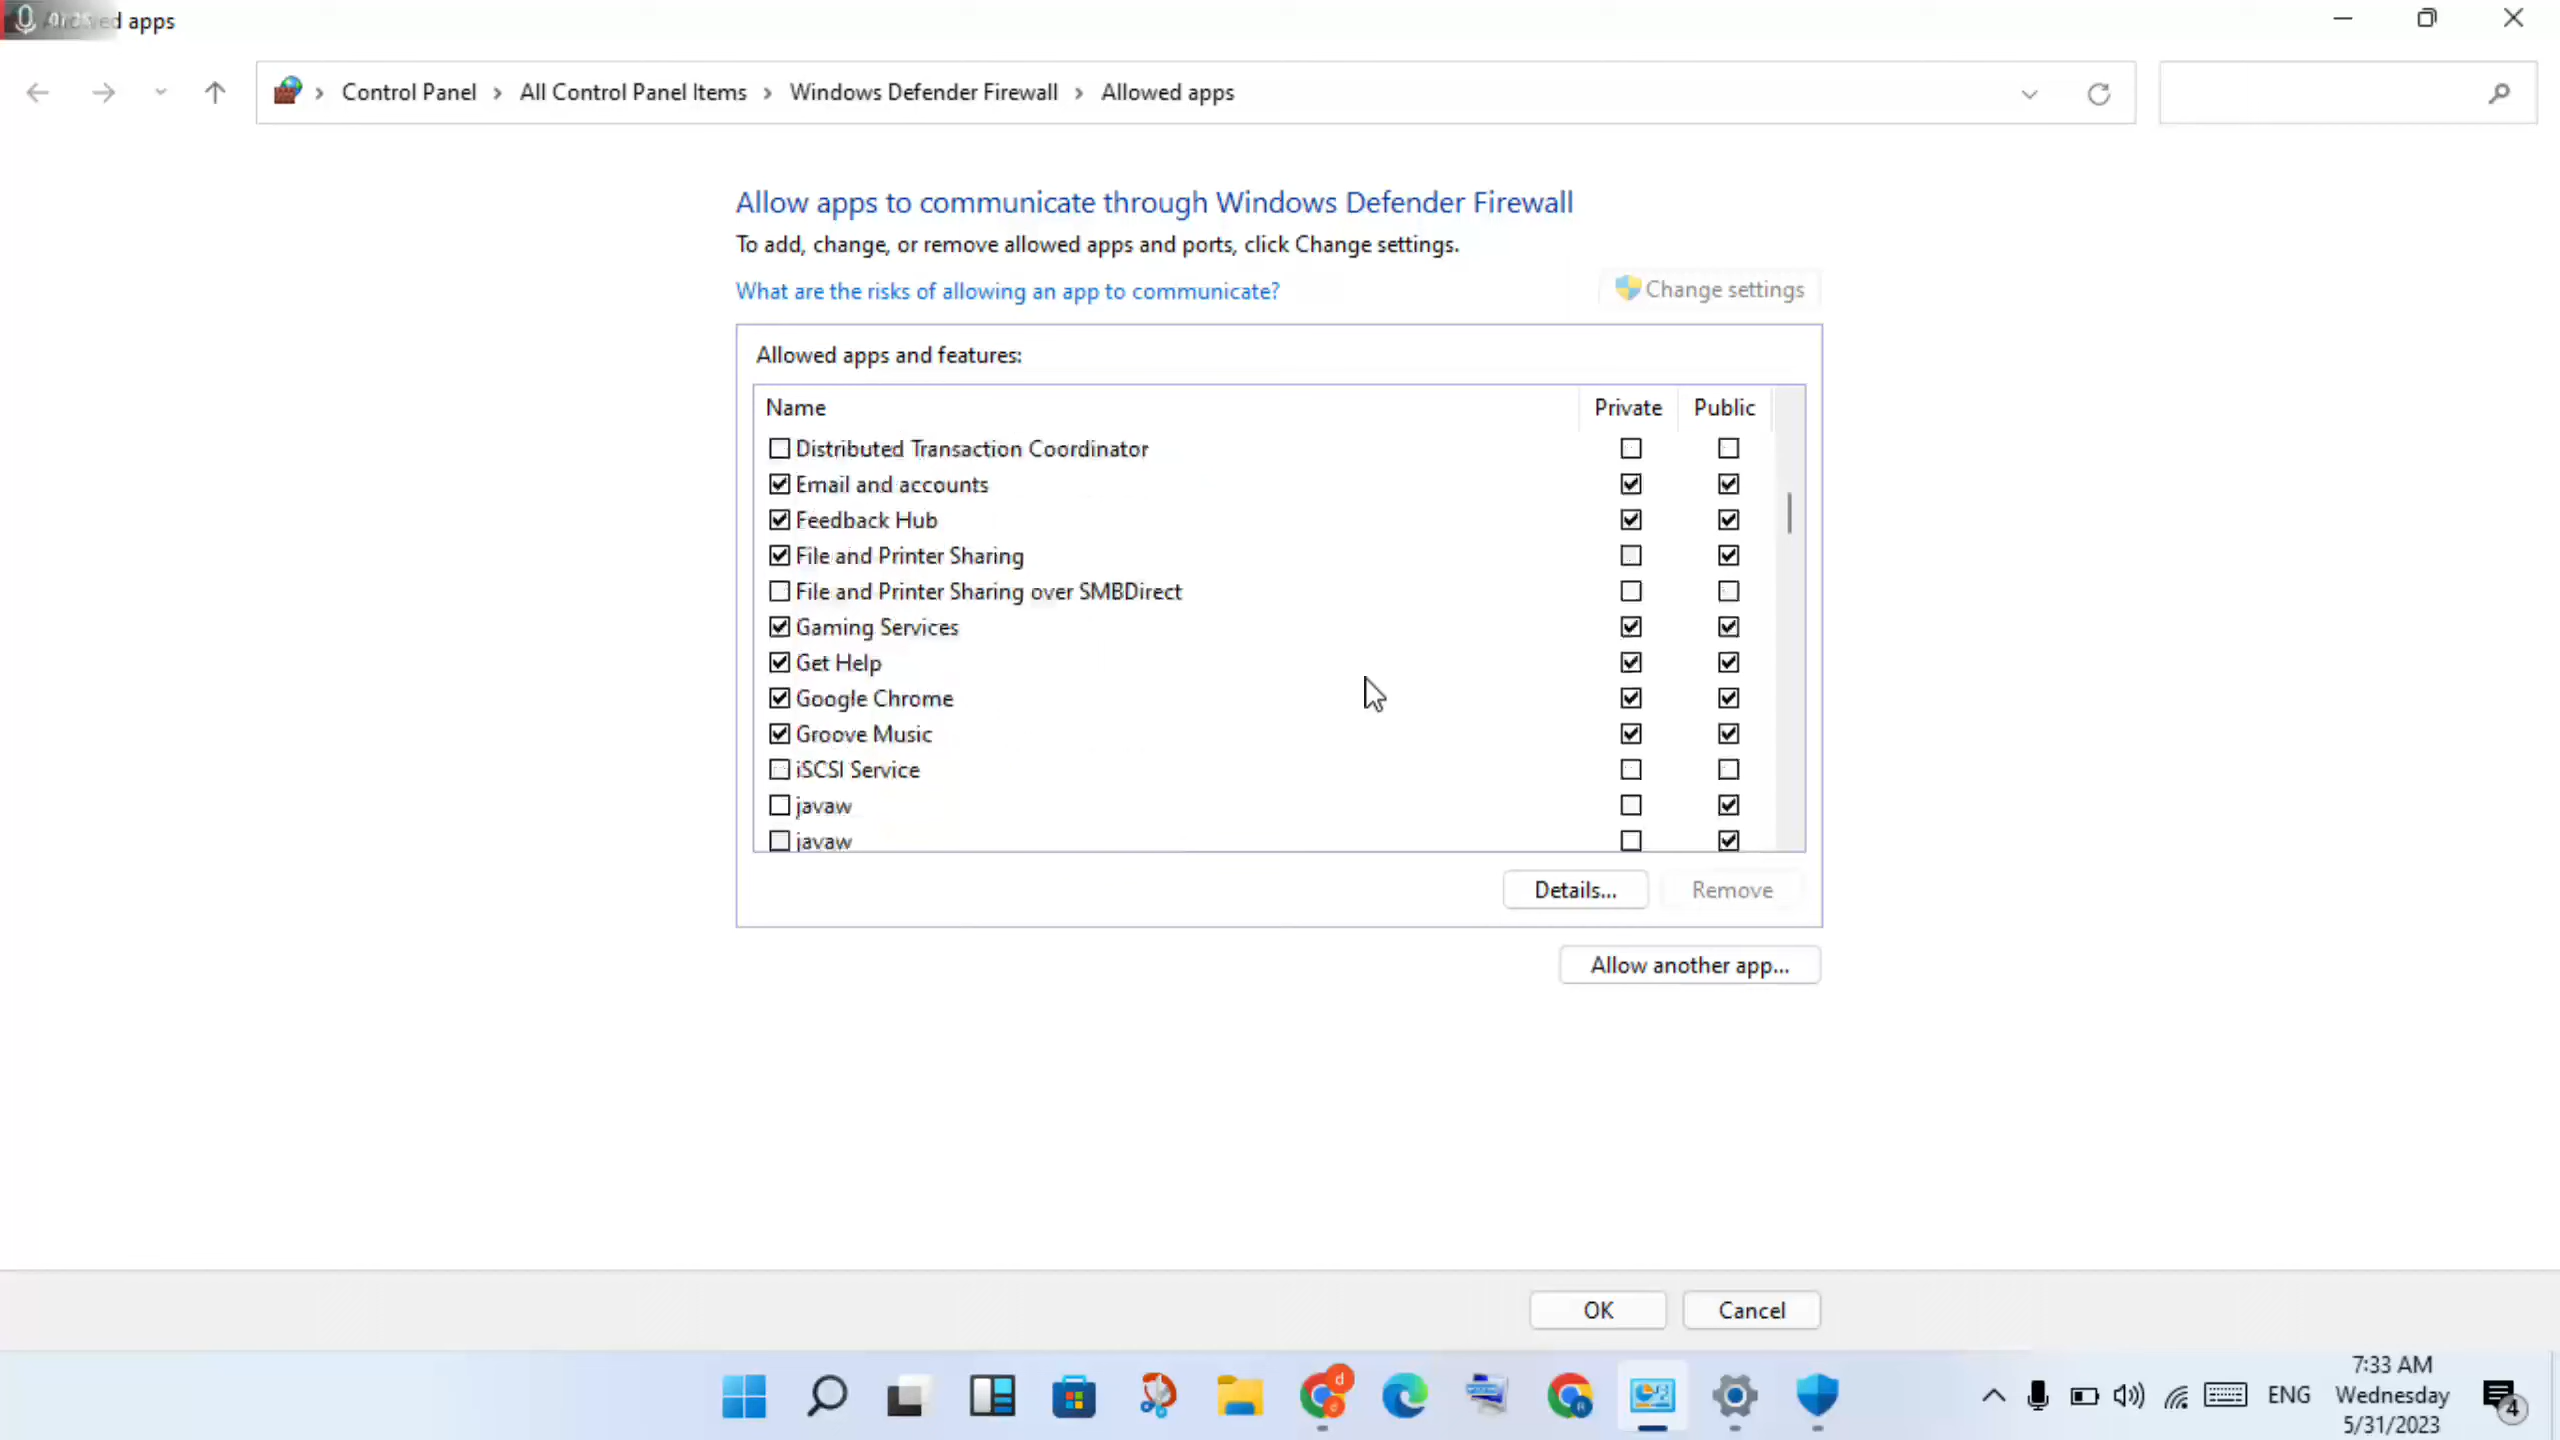 d apps
Control Panel > All Control Panel Items > Windows Defender Firewall > Allowed apps
Allow apps to communicate through Windows Defender Firewall
To add, change, or remove allowed apps and ports, click Change settings.
What are the risks of allowing an app to communicate?
Change settings
Allowed apps and features:
Name Private Public
Distributed Transaction Coordinator
Email and accounts
Feedback Hub
File and Printer Sharing
File and Printer Sharing over SMBDirect
Gaming Services
Get Help
Google Chrome
Groove Music
iSCSI Service
javaw
javaw
Details... Remove
Allow another app...
OK Cancel
7:33 AM
ENG Wednesday 4
5/31/2023